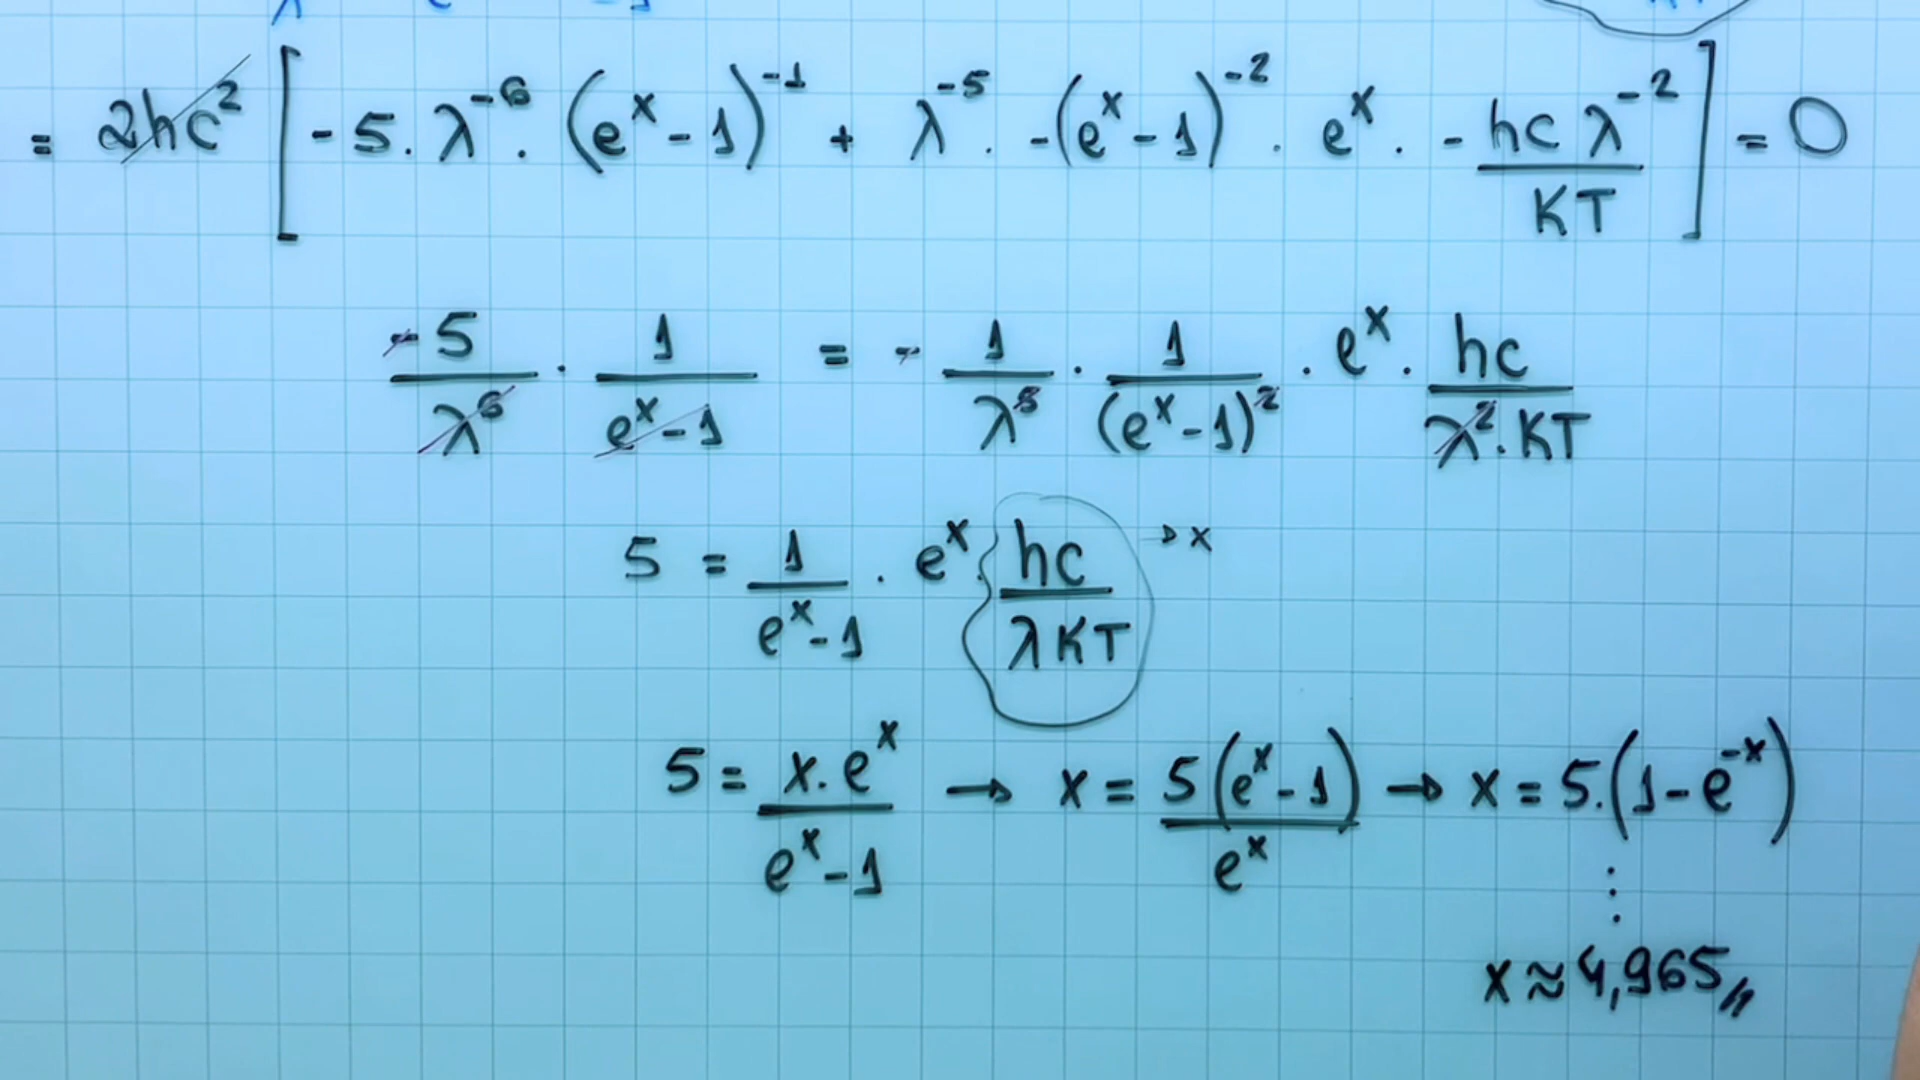 = 2hc² [ -5 · λ⁻⁶ · (eˣ - 1)⁻¹ + λ⁻⁵ · -(eˣ - 1)⁻² · eˣ · - hc λ⁻² / KT ] = 0
-5 / λ⁶ · 1 / eˣ - 1 = - 1 / λ⁵ · 1 / (eˣ - 1)² · eˣ · hc / λ² · KT
5 = 1 / eˣ - 1 · eˣ · hc / λKT → x
5 = x · eˣ / eˣ - 1 → x = 5(eˣ - 1) / eˣ → x = 5 · (1 - e⁻ˣ)
⋮
x ≈ 4,965 //